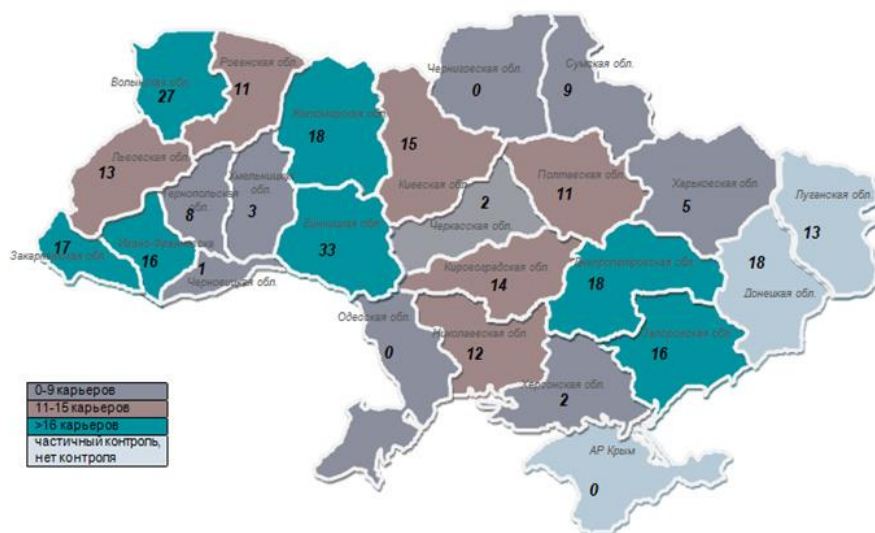 Волынская обл.
27
Ровенская обл.
11
Житомирская обл.
18
15
Киевская обл.
Черниговская обл.
0
Сумская обл.
9
Львовская обл.
13
Тернопольская
обл.
8
Хмельницкая
обл.
3
Винницкая обл.
33
2
Черкасская обл.
Полтавская обл.
11
Харьковская обл.
5
Луганская обл.
13
17
Закарпатская обл.
16
1
Черновицкая обл.
Кировоградская обл.
14
Днепропетровская обл.
18
18
Донецкая обл.
Одесская обл.
0
Николаевская обл.
12
Запорожская обл.
16
Херсонская обл.
2
АР Крым
0
0-9 карьеров
11-15 карьеров
>16 карьеров
частичный контроль,
нет контроля